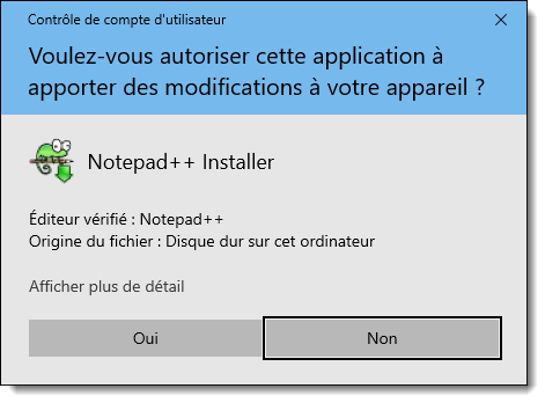 Contrôle de compte d'utilisateur
Voulez-vous autoriser cette application à
apporter des modifications à votre appareil ?
Notepad++ Installer
Éditeur vérifié : Notepad++
Origine du fichier : Disque dur sur cet ordinateur
Afficher plus de détail
Oui Non